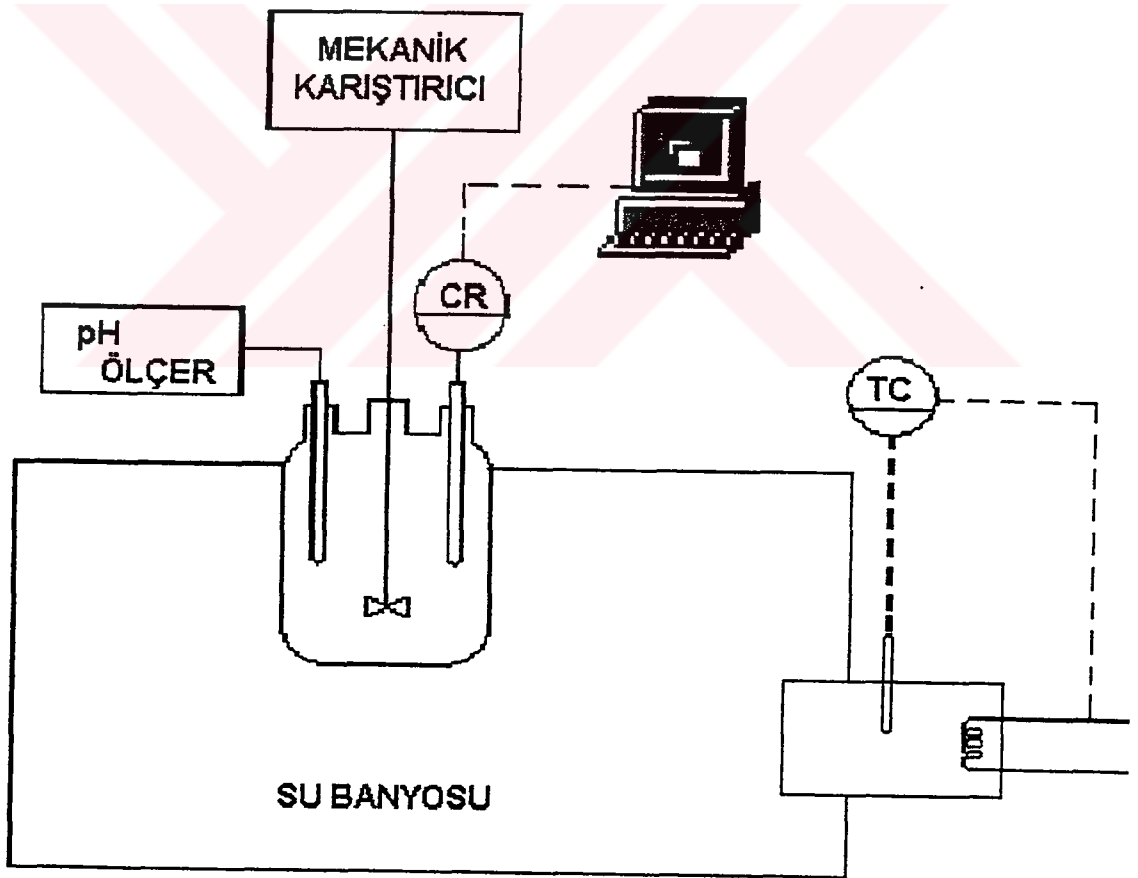 MEKANİK
KARIŞTIRICI
CR
pH
ÖLÇER
TC
SU BANYOSU